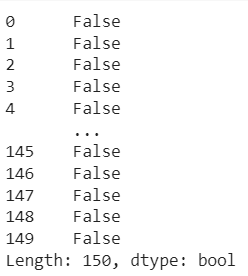 0      False
1      False
2      False
3      False
4      False
       ...
145    False
146    False
147    False
148    False
149    False
Length: 150, dtype: bool